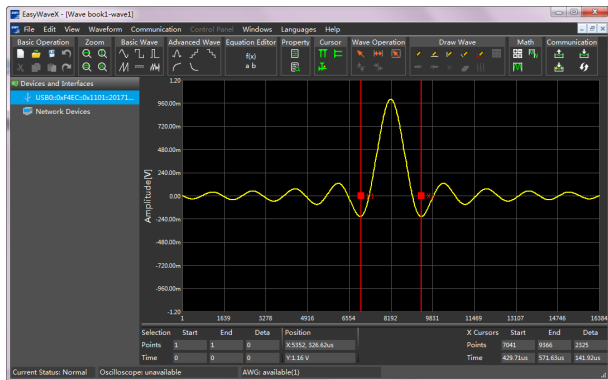 EasyWaveX - [Wave book1-wave1]
File Edit View Waveform Communication Control Panel Windows Languages Help
Basic Operation Zoom Basic Wave Advanced Wave Equation Editor Property Cursor Wave Operation Draw Wave Math Communication
f(x)
a b
Devices and Interfaces
USB0::0xF4EC::0x1101::20171...
Network Devices
Amplitude[V]
1.20
960.00m
720.00m
480.00m
240.00m
0.00
-240.00m
-480.00m
-720.00m
-960.00m
-1.20
1 1639 3278 4916 6554 8192 9831 11469 13107 14746 16384
Selection Start End Deta Position X Cursors Start End Deta
Points 1 1 0 X:5352, 326.62us Points 7041 9366 2325
Time 0 0 0 Y:1.16 V Time 429.71us 571.63us 141.92us
Current Status: Normal Oscilloscope: unavailable AWG: available(1)